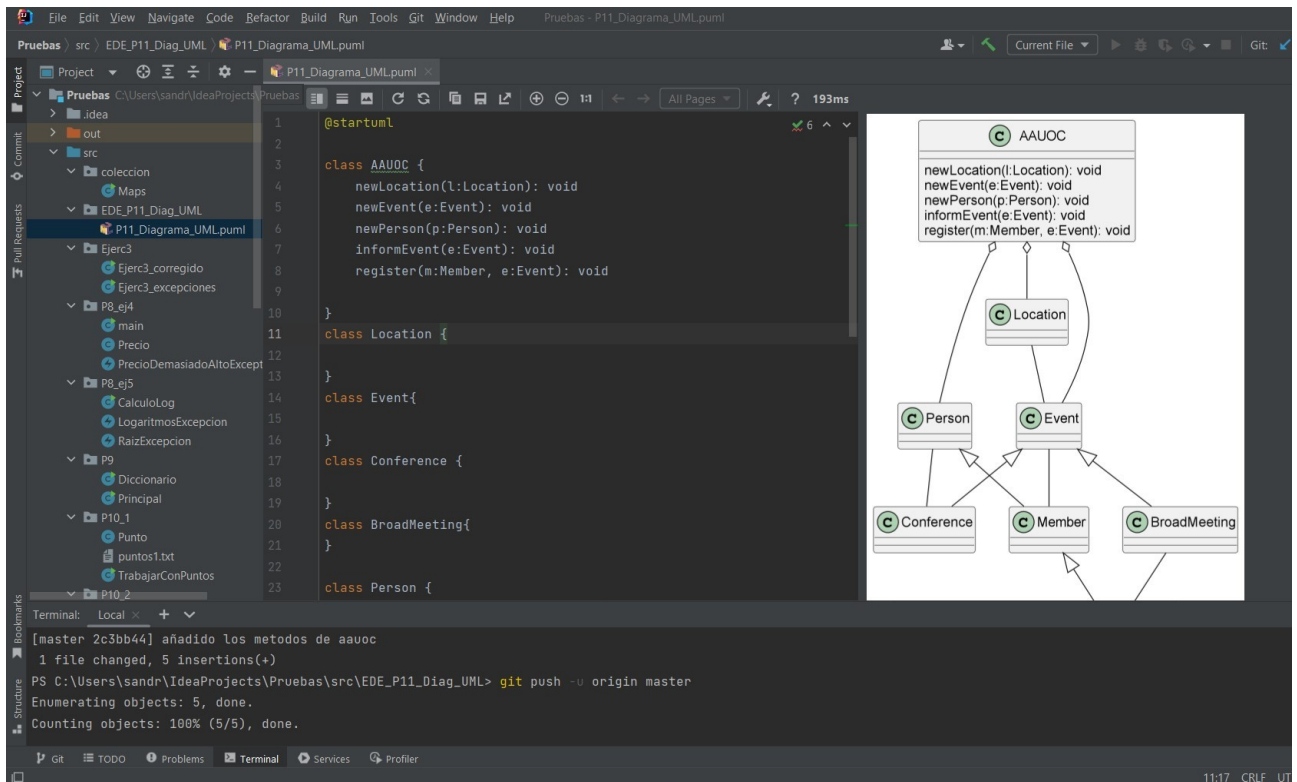 File Edit View Navigate Code Refactor Build Run Tools Git Window Help Pruebas - P11_Diagrama_UML.puml
Pruebas src EDE_P11_Diag_UML P11_Diagrama_UML.puml Current File Git:
Project P11_Diagrama_UML.puml
Project
Commit
Pull Requests
Bookmarks
Structure
Pruebas C:\Users\sandr\IdeaProjects\Pruebas
.idea
out
src
coleccion
Maps
EDE_P11_Diag_UML
P11_Diagrama_UML.puml
Ejerc3
Ejerc3_corregido
Ejerc3_excepciones
P8_ej4
main
Precio
PrecioDemasiadoAltoExcept
P8_ej5
CalculoLog
LogaritmosExcepcion
RaizExcepcion
P9
Diccionario
Principal
P10_1
Punto
puntos1.txt
TrabajarConPuntos
P10_2
1:1 All Pages ? 193ms
6
1 @startuml
2
3 class AAUOC {
4 newLocation(l:Location): void
5 newEvent(e:Event): void
6 newPerson(p:Person): void
7 informEvent(e:Event): void
8 register(m:Member, e:Event): void
9
10 }
11 class Location {
12
13 }
14 class Event{
15
16 }
17 class Conference {
18
19 }
20 class BroadMeeting{
21 }
22
23 class Person {
C AAUOC
newLocation(l:Location): void
newEvent(e:Event): void
newPerson(p:Person): void
informEvent(e:Event): void
register(m:Member, e:Event): void
C Location
C Person C Event
C Conference C Member C BroadMeeting
Terminal: Local
[master 2c3bb44] añadido los metodos de aauoc
1 file changed, 5 insertions(+)
PS C:\Users\sandr\IdeaProjects\Pruebas\src\EDE_P11_Diag_UML> git push -u origin master
Enumerating objects: 5, done.
Counting objects: 100% (5/5), done.
Git TODO Problems Terminal Services Profiler
11:17 CRLF UT